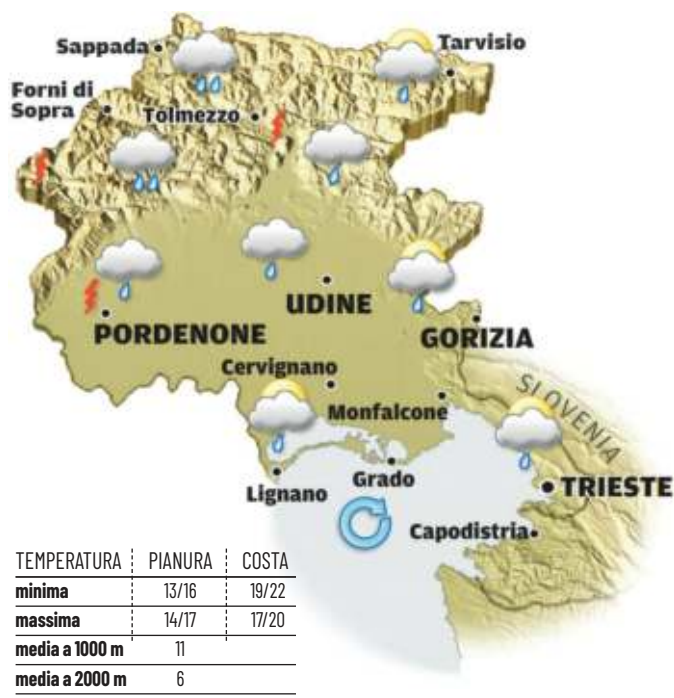 Sappada
Tarvisio
Forni di
Sopra
Tolmezzo
UDINE
PORDENONE
GORIZIA
Cervignano
Monfalcone
SLOVENIA
Lignano
Grado
TRIESTE
Capodistria
TEMPERATURA PIANURA COSTA
minima 13/16 19/22
massima 14/17 17/20
media a 1000 m 11
media a 2000 m 6